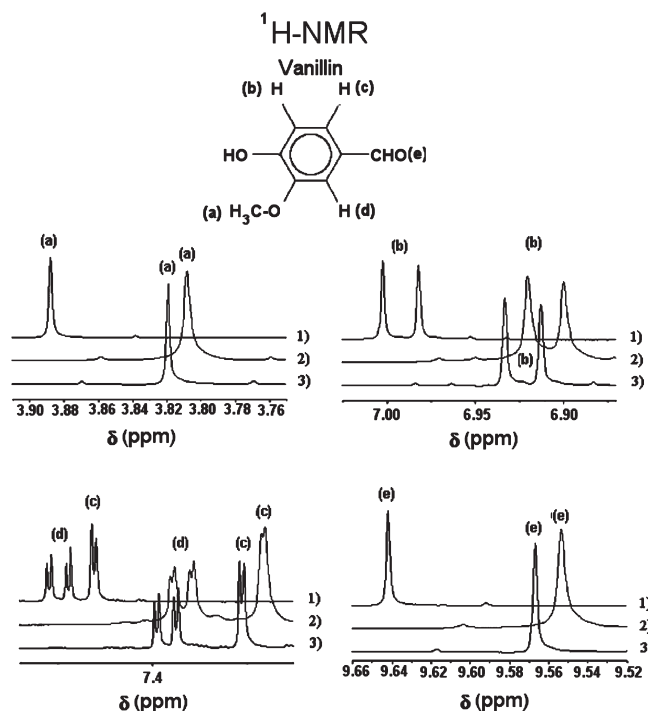 ¹H-NMR
Vanillin
(b) H H (c)
HO CHO(e)
(a) H₃C-O H (d)
(a)
(a) (a)
1)
2)
3)
3.90 3.88 3.86 3.84 3.82 3.80 3.78 3.76
δ (ppm)
(b) (b)
(b)
1)
2)
3)
7.00 6.95 6.90
δ (ppm)
(d) (c) (d) (c) (c)
1)
2)
3)
7.4
δ (ppm)
(e)
(e) (e)
1)
2)
3)
9.66 9.64 9.62 9.60 9.58 9.56 9.54 9.52
δ (ppm)